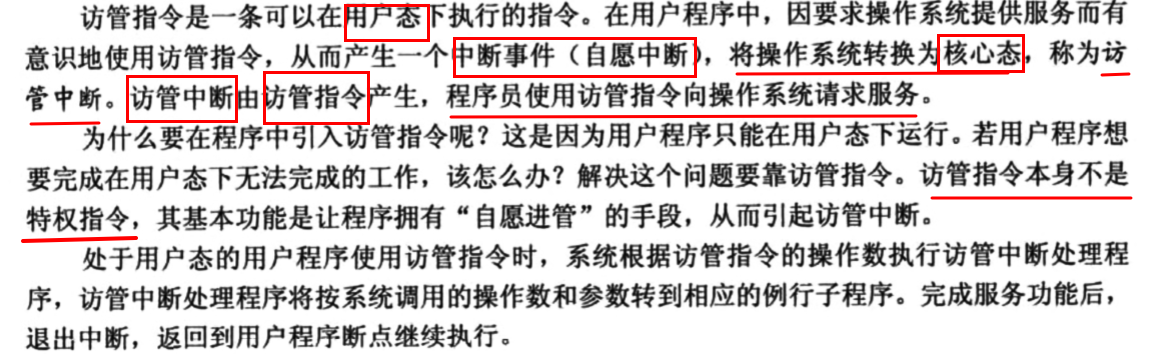 访管指令是一条可以在用户态下执行的指令。在用户程序中，因要求操作系统提供服务而有
意识地使用访管指令，从而产生一个中断事件（自愿中断），将操作系统转换为核心态，称为访
管中断。访管中断由访管指令产生，程序员使用访管指令向操作系统请求服务。
为什么要在程序中引入访管指令呢？这是因为用户程序只能在用户态下运行。若用户程序想
要完成在用户态下无法完成的工作，该怎么办？解决这个问题要靠访管指令。访管指令本身不是
特权指令，其基本功能是让程序拥有“自愿进管”的手段，从而引起访管中断。
处于用户态的用户程序使用访管指令时，系统根据访管指令的操作数执行访管中断处理程
序，访管中断处理程序将按系统调用的操作数和参数转到相应的例行子程序。完成服务功能后，
退出中断，返回到用户程序断点继续执行。